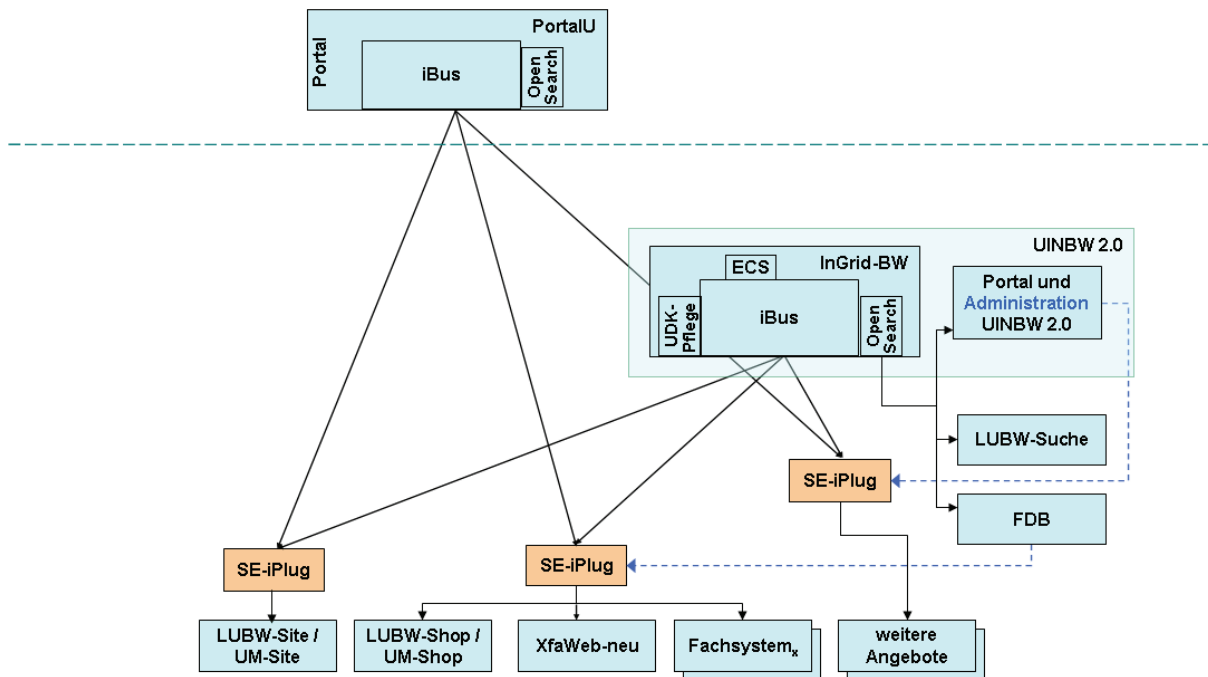 PortalU
Portal
iBus
Open
Search
UINBW 2.0
InGrid-BW
ECS
UDK-
Pflege
iBus
Open
Search
Portal und
Administration
UINBW 2.0
LUBW-Suche
SE-iPlug
FDB
SE-iPlug
SE-iPlug
LUBW-Site /
UM-Site
LUBW-Shop /
UM-Shop
XfaWeb-neu
Fachsystemₓ
weitere
Angebote